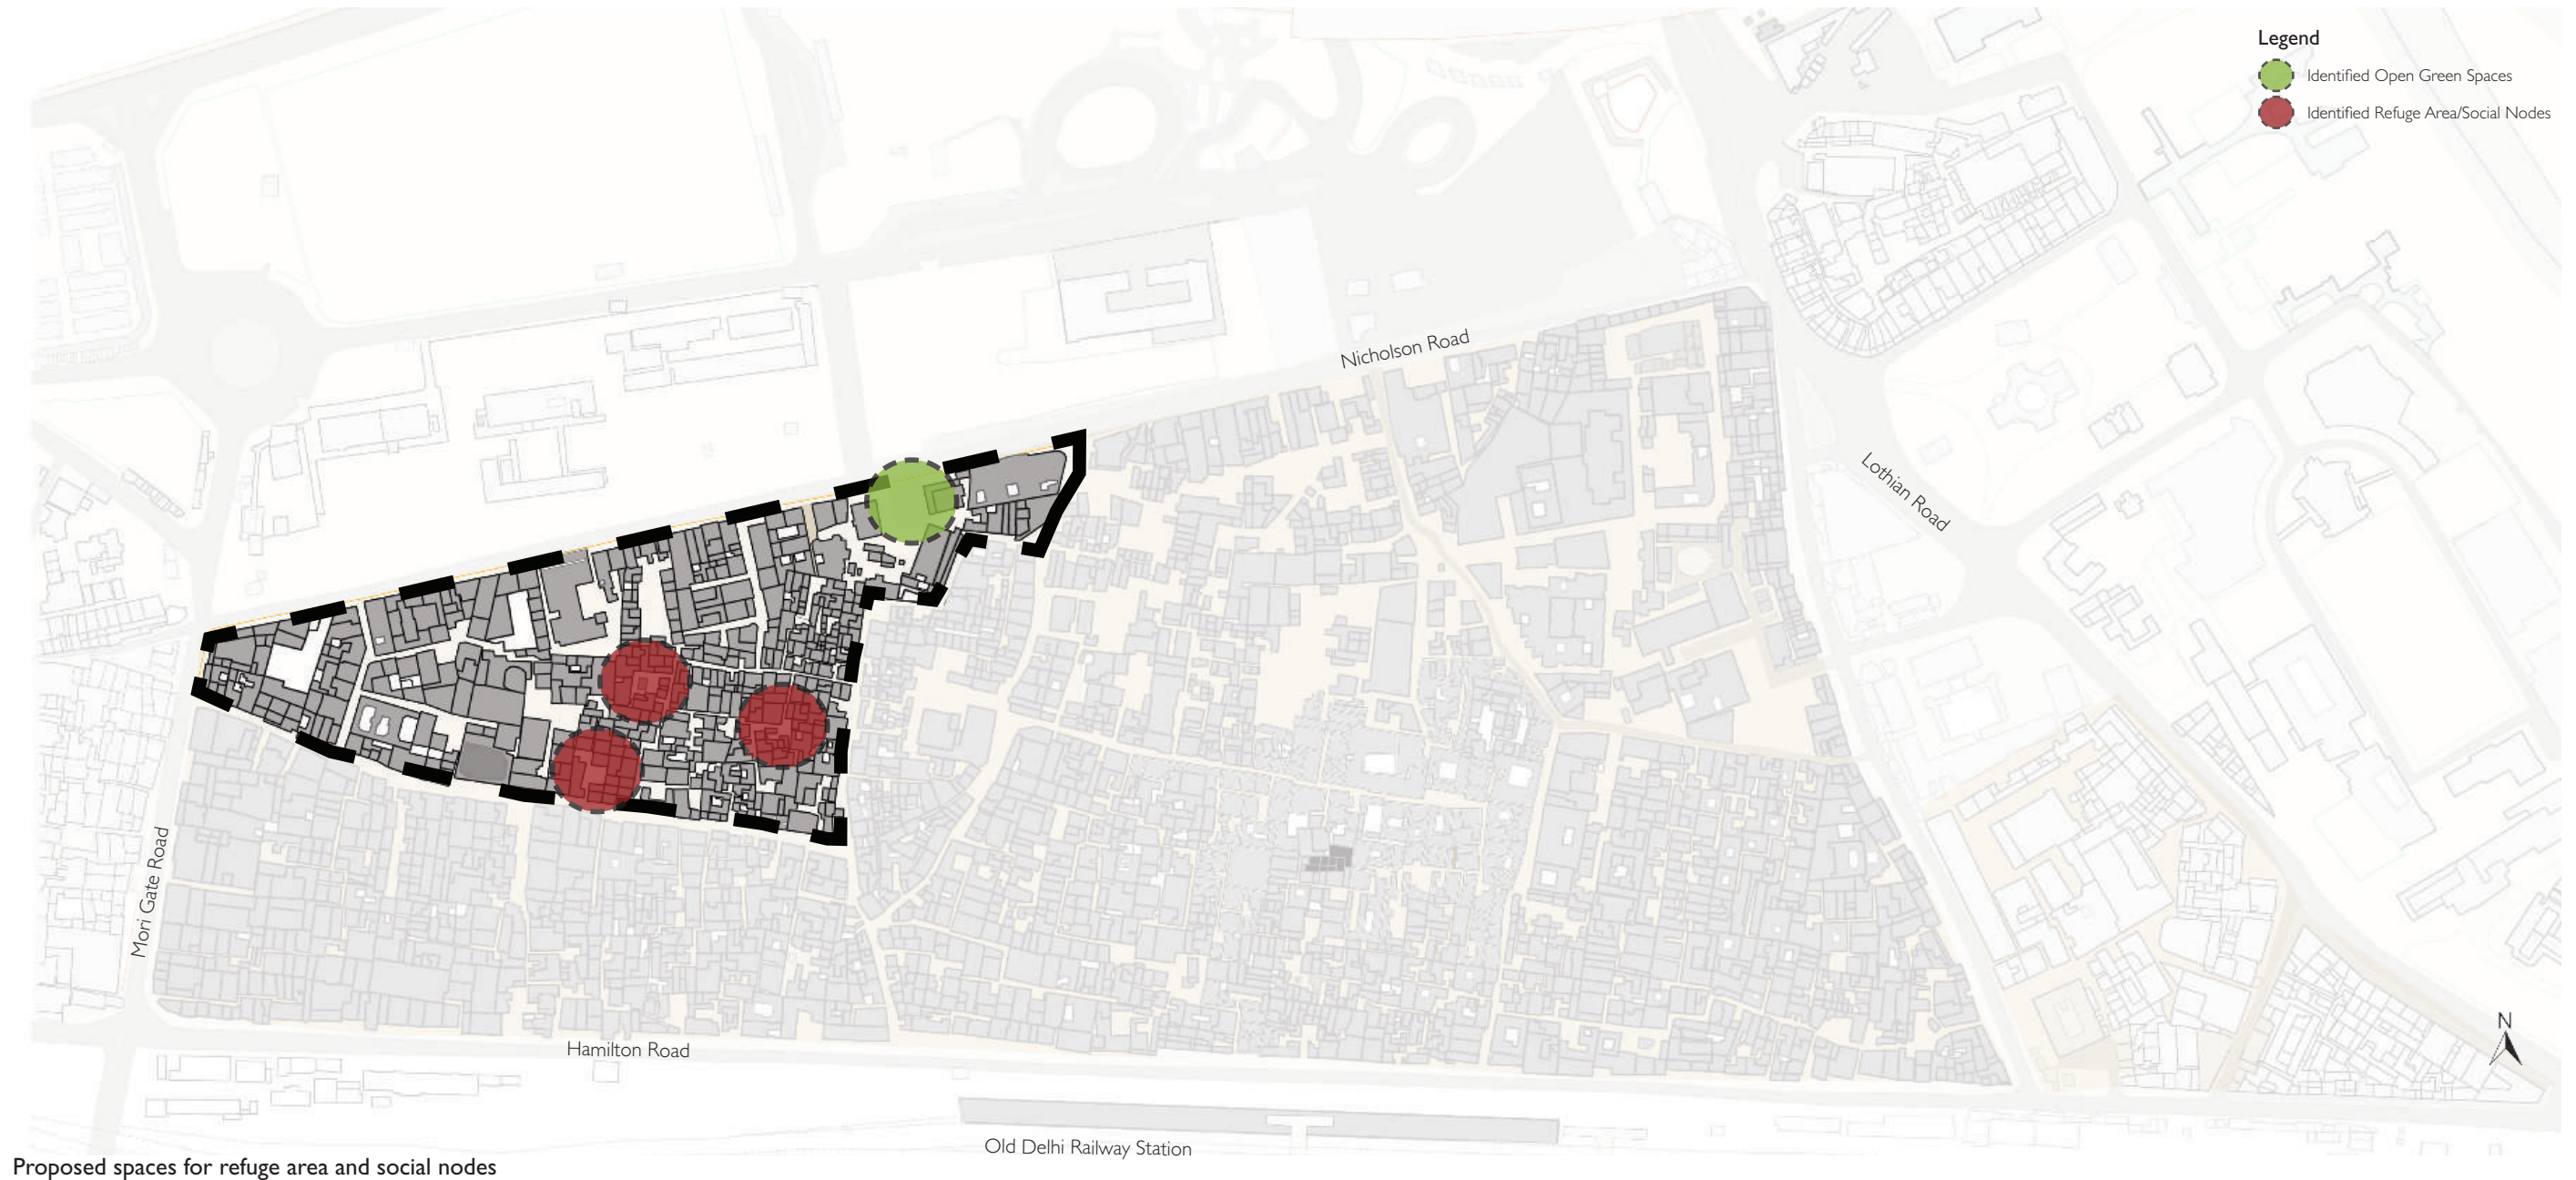 Legend
Identified Open Green Spaces
Identified Refuge Area/Social Nodes
Nicholson Road
Lothian Road
Mori Gate Road
N
Hamilton Road
Old Delhi Railway Station
Proposed spaces for refuge area and social nodes